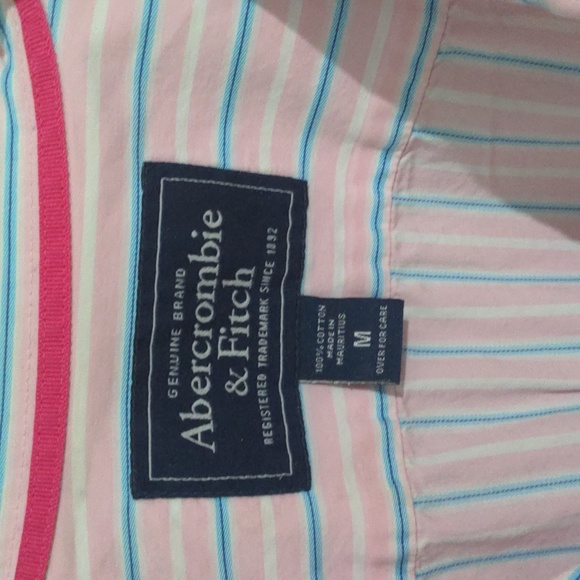 GENUINE BRAND
Abercrombie
& Fitch
REGISTERED TRADEMARK SINCE 1892
100% COTTON
MADE IN
MAURITIUS
M
OVER FOR CARE